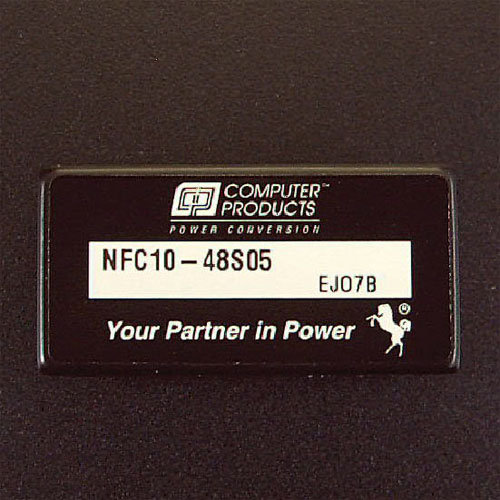 COMPUTER™
PRODUCTS
POWER CONVERSION
NFC10-48S05
EJ07B
Your Partner in Power ®